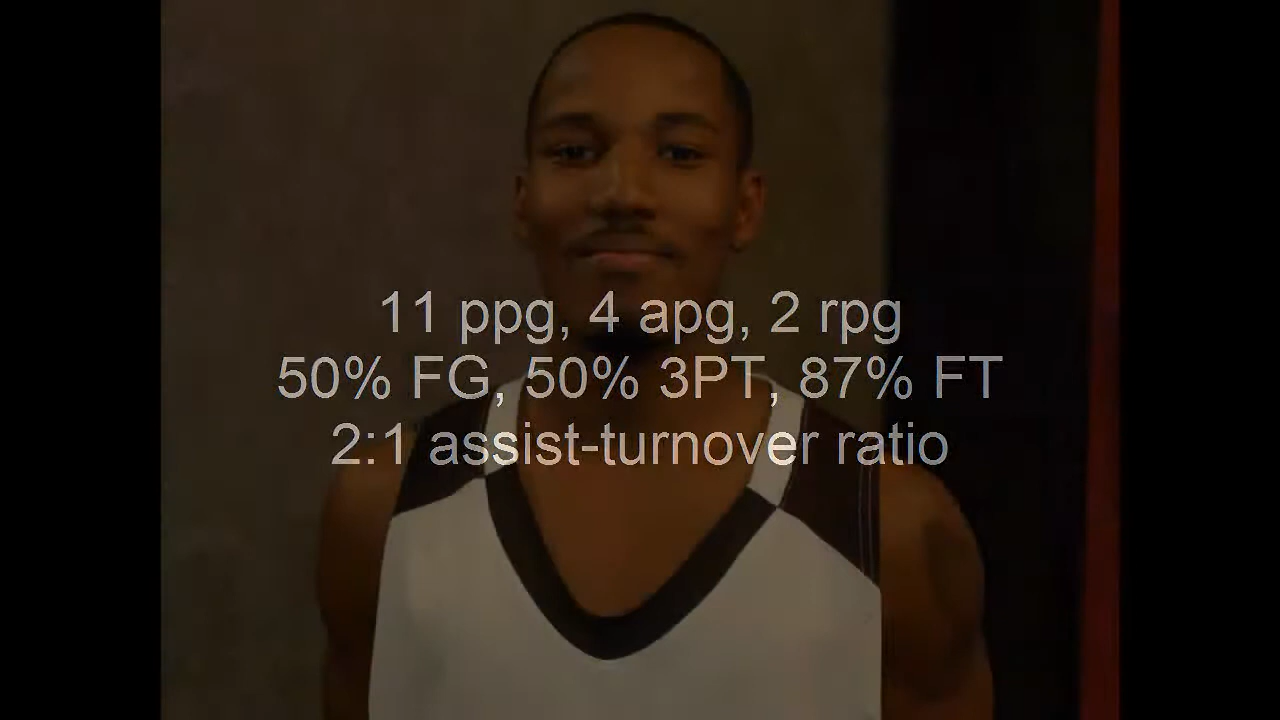 11 ppg, 4 apg, 2 rpg
50% FG, 50% 3PT, 87% FT
2:1 assist-turnover ratio